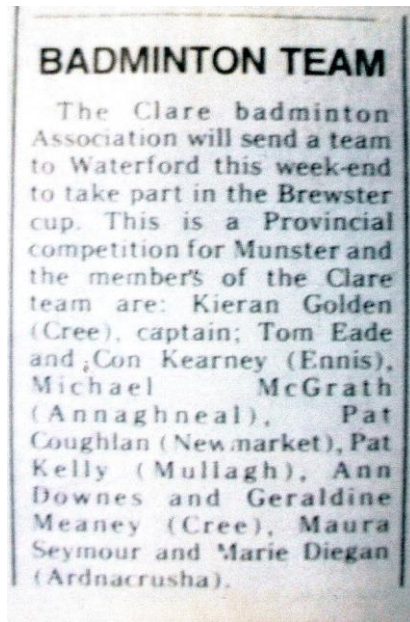 BADMINTON TEAM
The Clare badminton
Association will send a team
to Waterford this week-end
to take part in the Brewster
cup. This is a Provincial
competition for Munster and
the member's of the Clare
team are: Kieran Golden
(Cree), captain; Tom Eade
and Con Kearney (Ennis),
Michael McGrath
(Annaghneal), Pat
Coughlan (Newmarket), Pat
Kelly (Mullagh), Ann
Downes and Geraldine
Meaney (Cree), Maura
Seymour and Marie Diegan
(Ardnacrusha).